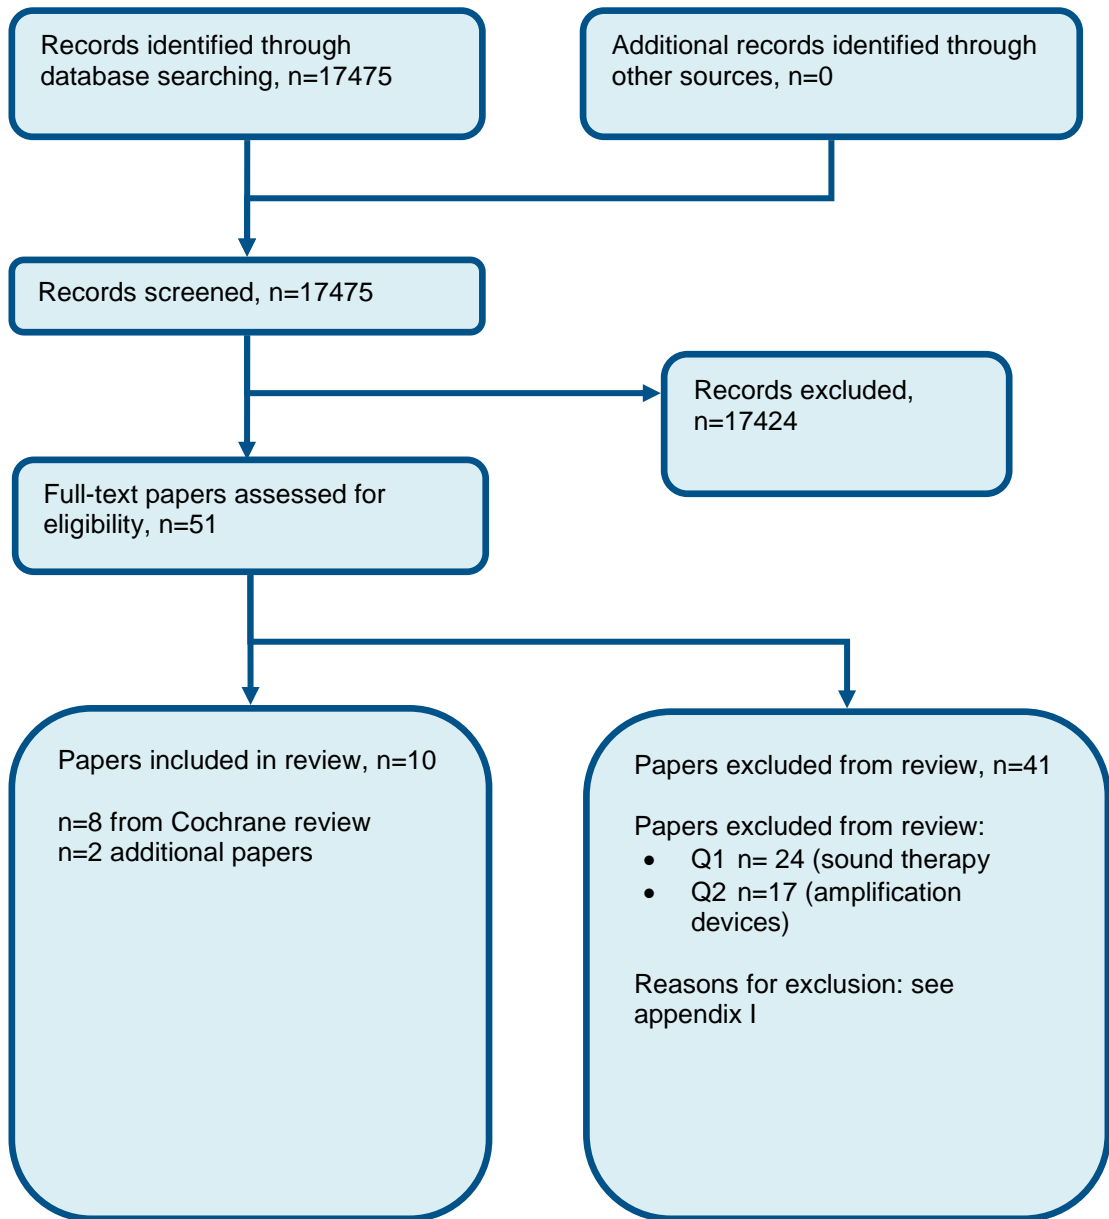 Records identified through
database searching, n=17475
Additional records identified through
other sources, n=0
Records screened, n=17475
Records excluded,
n=17424
Full-text papers assessed for
eligibility, n=51
Papers included in review, n=10
n=8 from Cochrane review
n=2 additional papers
Papers excluded from review, n=41
Papers excluded from review:
• Q1 n= 24 (sound therapy
• Q2 n=17 (amplification
devices)
Reasons for exclusion: see
appendix I